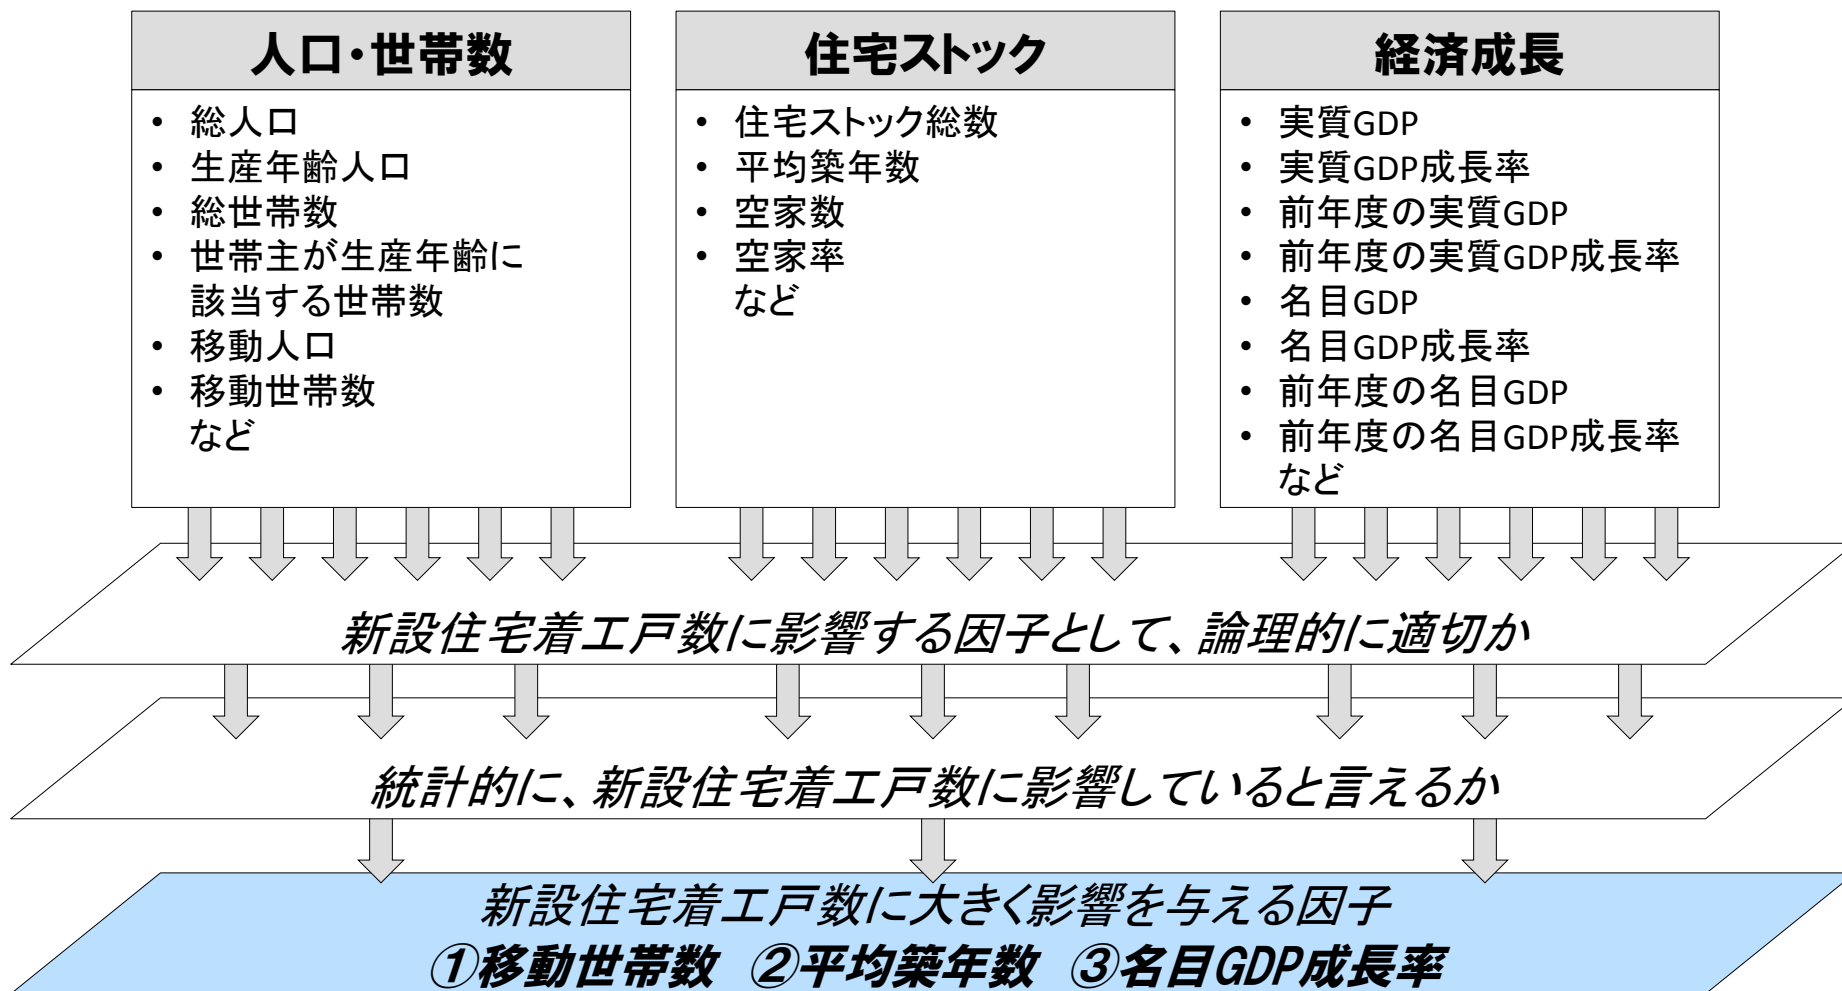 人口・世帯数
• 総人口
• 生産年齢人口
• 総世帯数
• 世帯主が生産年齢に
該当する世帯数
• 移動人口
• 移動世帯数
など
住宅ストック
• 住宅ストック総数
• 平均築年数
• 空家数
• 空家率
など
経済成長
• 実質GDP
• 実質GDP成長率
• 前年度の実質GDP
• 前年度の実質GDP成長率
• 名目GDP
• 名目GDP成長率
• 前年度の名目GDP
• 前年度の名目GDP成長率
など
新設住宅着工戸数に影響する因子として、論理的に適切か
統計的に、新設住宅着工戸数に影響していると言えるか
新設住宅着工戸数に大きく影響を与える因子
①移動世帯数 ②平均築年数 ③名目GDP成長率